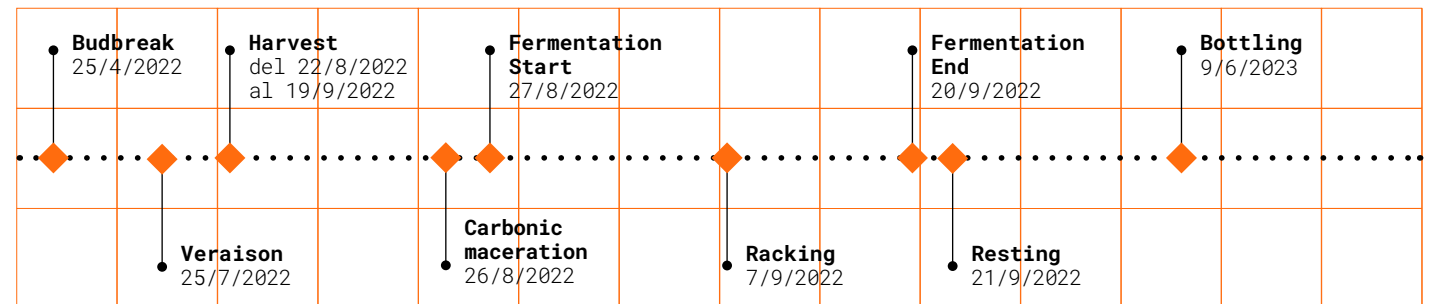 Budbreak
25/4/2022
Harvest
del 22/8/2022
al 19/9/2022
Fermentation
Start
27/8/2022
Fermentation
End
20/9/2022
Bottling
9/6/2023
Veraison
25/7/2022
Carbonic
maceration
26/8/2022
Racking
7/9/2022
Resting
21/9/2022